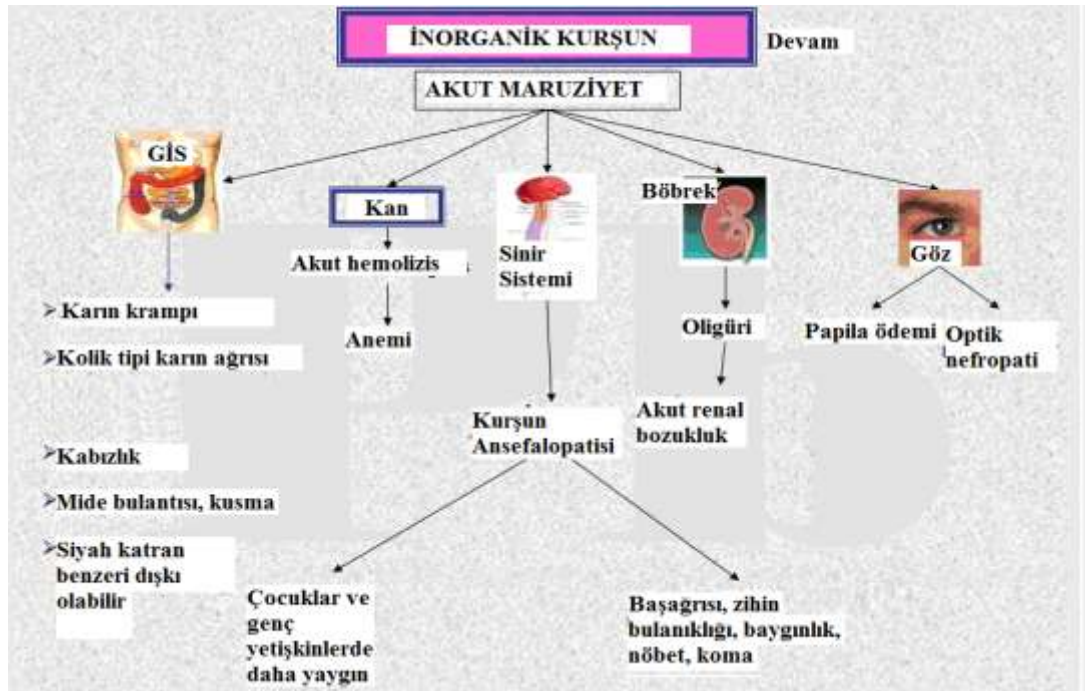 İNORGANİK KURŞUN
Devam
AKUT MARUZİYET
GİS
Karın krampı
Kolik tipi karın ağrısı
Kabızlık
Mide bulantısı, kusma
Siyah katran
benzeri dışkı
olabilir
Kan
Akut hemolizis
Anemi
Sinir
Sistemi
Kurşun
Ansefalopatisi
Çocuklar ve
genç
yetişkinlerde
daha yaygın
Başağrısı, zihin
bulanıklığı, baygınlık,
nöbet, koma
Böbrek
Oligüri
Akut renal
bozukluk
Göz
Papila ödemi
Optik
nefropati